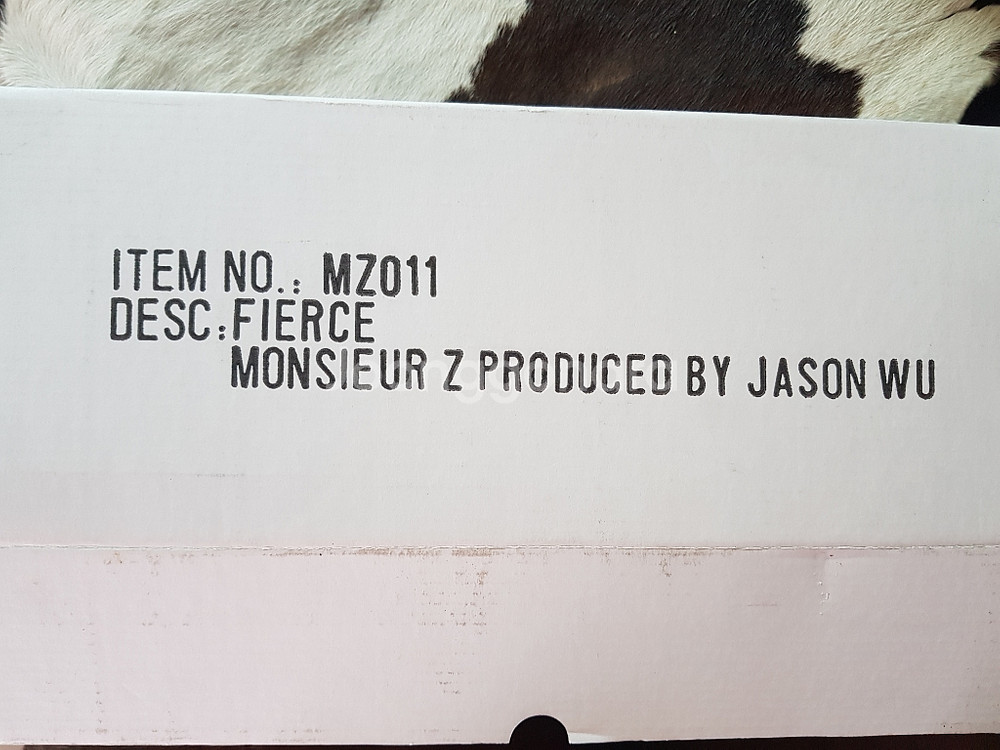 ITEM NO.: MZ011
DESC:FIERCE
MONSIEUR Z PRODUCED BY JASON WU